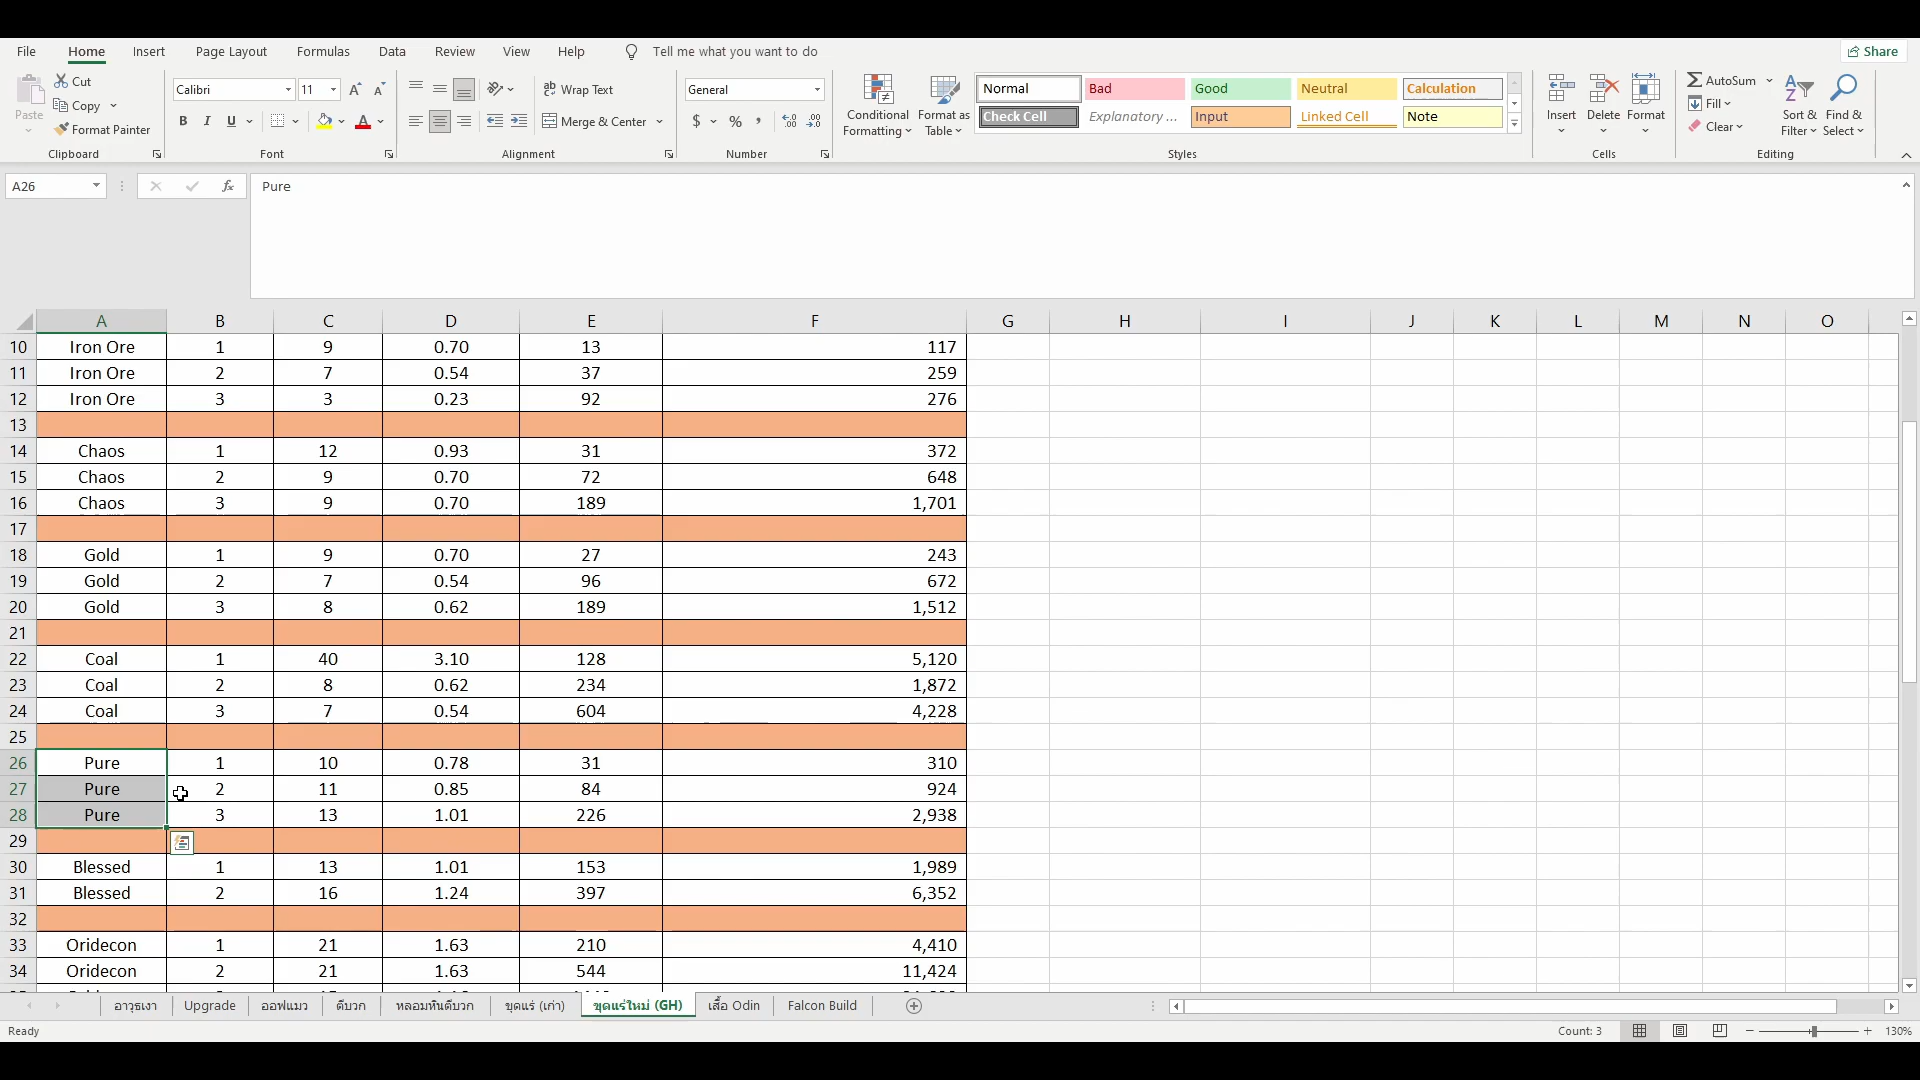 File Home Insert Page Layout Formulas Data Review View Help Tell me what you want to do Share
Paste Cut Copy Format Painter Clipboard
Calibri 11 Font
Wrap Text Merge & Center Alignment
General Number
Conditional Formatting Format as Table
Normal Bad Good Neutral Calculation
Check Cell Explanatory ... Input Linked Cell Note
Styles
Insert Delete Format Cells
AutoSum Fill Clear Sort & Filter Find & Select Editing
A26 fx Pure
A B C D E F G H I J K L M N O
10 Iron Ore 1 9 0.70 13 117
11 Iron Ore 2 7 0.54 37 259
12 Iron Ore 3 3 0.23 92 276
13
14 Chaos 1 12 0.93 31 372
15 Chaos 2 9 0.70 72 648
16 Chaos 3 9 0.70 189 1,701
17
18 Gold 1 9 0.70 27 243
19 Gold 2 7 0.54 96 672
20 Gold 3 8 0.62 189 1,512
21
22 Coal 1 40 3.10 128 5,120
23 Coal 2 8 0.62 234 1,872
24 Coal 3 7 0.54 604 4,228
25
26 Pure 1 10 0.78 31 310
27 Pure 2 11 0.85 84 924
28 Pure 3 13 1.01 226 2,938
29
30 Blessed 1 13 1.01 153 1,989
31 Blessed 2 16 1.24 397 6,352
32
33 Oridecon 1 21 1.63 210 4,410
34 Oridecon 2 21 1.63 544 11,424
อาวุธเงา Upgrade ออฟแมว ตีบวก หลอมหินตีบวก ขุดแร่ (เก่า) ขุดแร่ใหม่ (GH) เสื้อ Odin Falcon Build
Ready Count: 3 130%